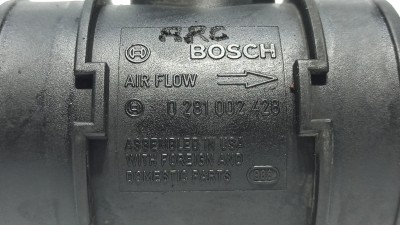 ARC
BOSCH
AIR FLOW
0 281 002 428
ASSEMBLED IN USA
WITH FOREIGN AND
DOMESTIC PARTS